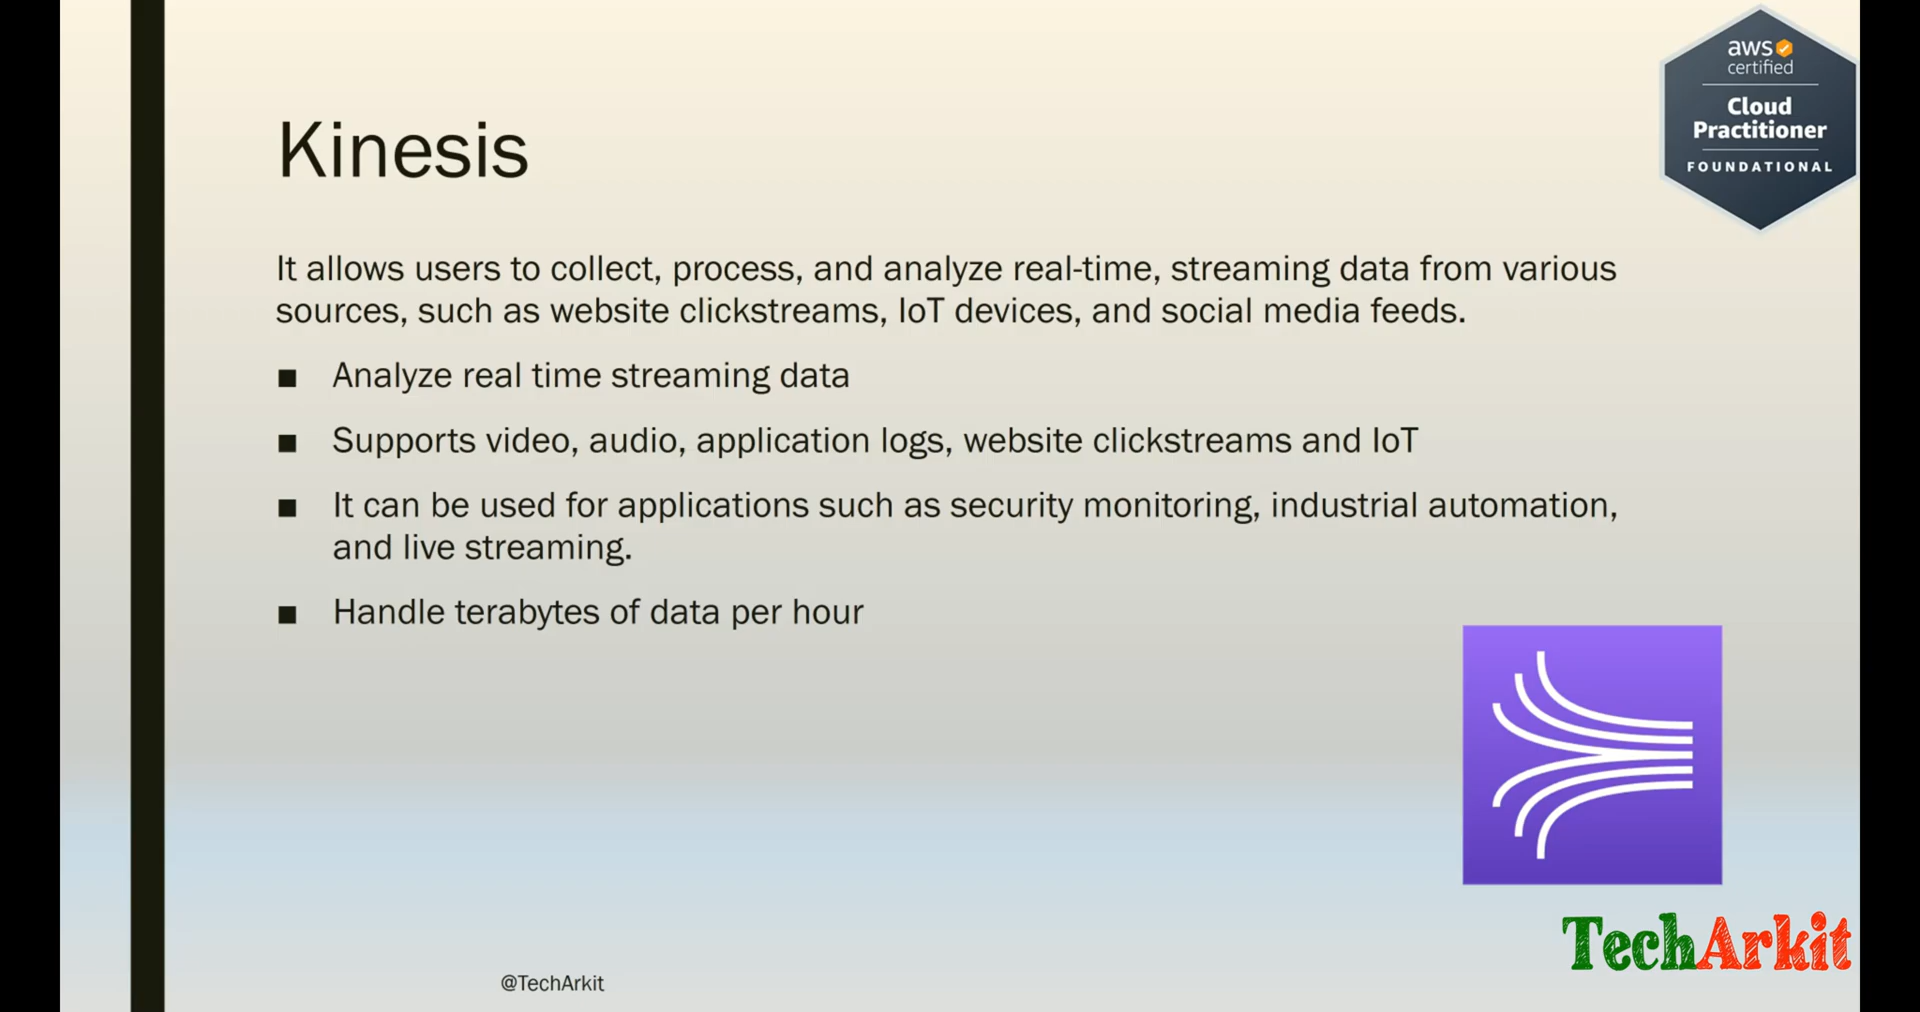 aws
certified
Cloud
Practitioner
FOUNDATIONAL
Kinesis
It allows users to collect, process, and analyze real-time, streaming data from various
sources, such as website clickstreams, IoT devices, and social media feeds.
■ Analyze real time streaming data
■ Supports video, audio, application logs, website clickstreams and IoT
■ It can be used for applications such as security monitoring, industrial automation,
and live streaming.
■ Handle terabytes of data per hour
TechArkit
@TechArkit